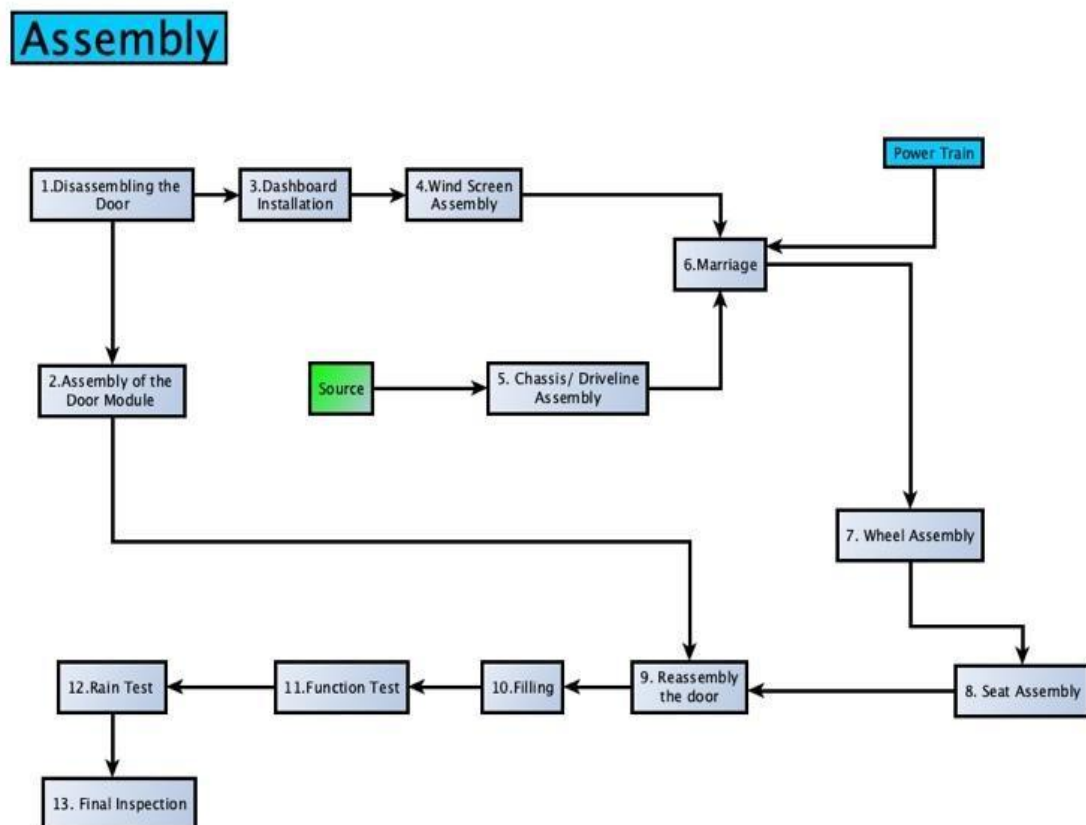 Assembly
Power Train
1.Disassembling the
Door
3.Dashboard
Installation
4.Wind Screen
Assembly
6.Marriage
2.Assembly of the
Door Module
Source
5. Chassis/ Driveline
Assembly
7. Wheel Assembly
12.Rain Test
11.Function Test
10.Filling
9. Reassembly
the door
8. Seat Assembly
13. Final Inspection